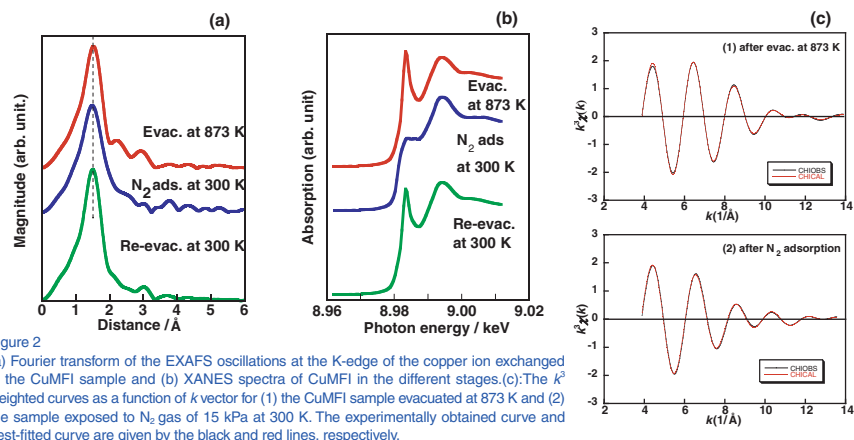 (a)
Magnitude (arb. unit.)
Evac. at 873 K
N2 ads. at 300 K
Re-evac. at 300 K
0 1 2 3 4 5 6
Distance /Å
(b)
Absorption (arb. unit)
Evac.
at 873 K
N2 ads
at 300 K
Re-evac.
at 300 K
8.96 8.98 9.00 9.02
Photon energy / keV
(c)
(1) after evac. at 873 K
k3χ(k)
3
2
1
0
-1
-2
-3
CHIOBS
CHICAL
2 4 6 8 10 12 14
k(1/Å)
(2) after N2 adsorption
k3χ(k)
3
2
1
0
-1
-2
-3
CHIOBS
CHICAL
2 4 6 8 10 12 14
k(1/Å)
gure 2
) Fourier transform of the EXAFS oscillations at the K-edge of the copper ion exchanged
the CuMFI sample and (b) XANES spectra of CuMFI in the different stages.(c):The k3
eighted curves as a function of k vector for (1) the CuMFI sample evacuated at 873 K and (2)
e sample exposed to N2 gas of 15 kPa at 300 K. The experimentally obtained curve and
est-fitted curve are given by the black and red lines, respectively.